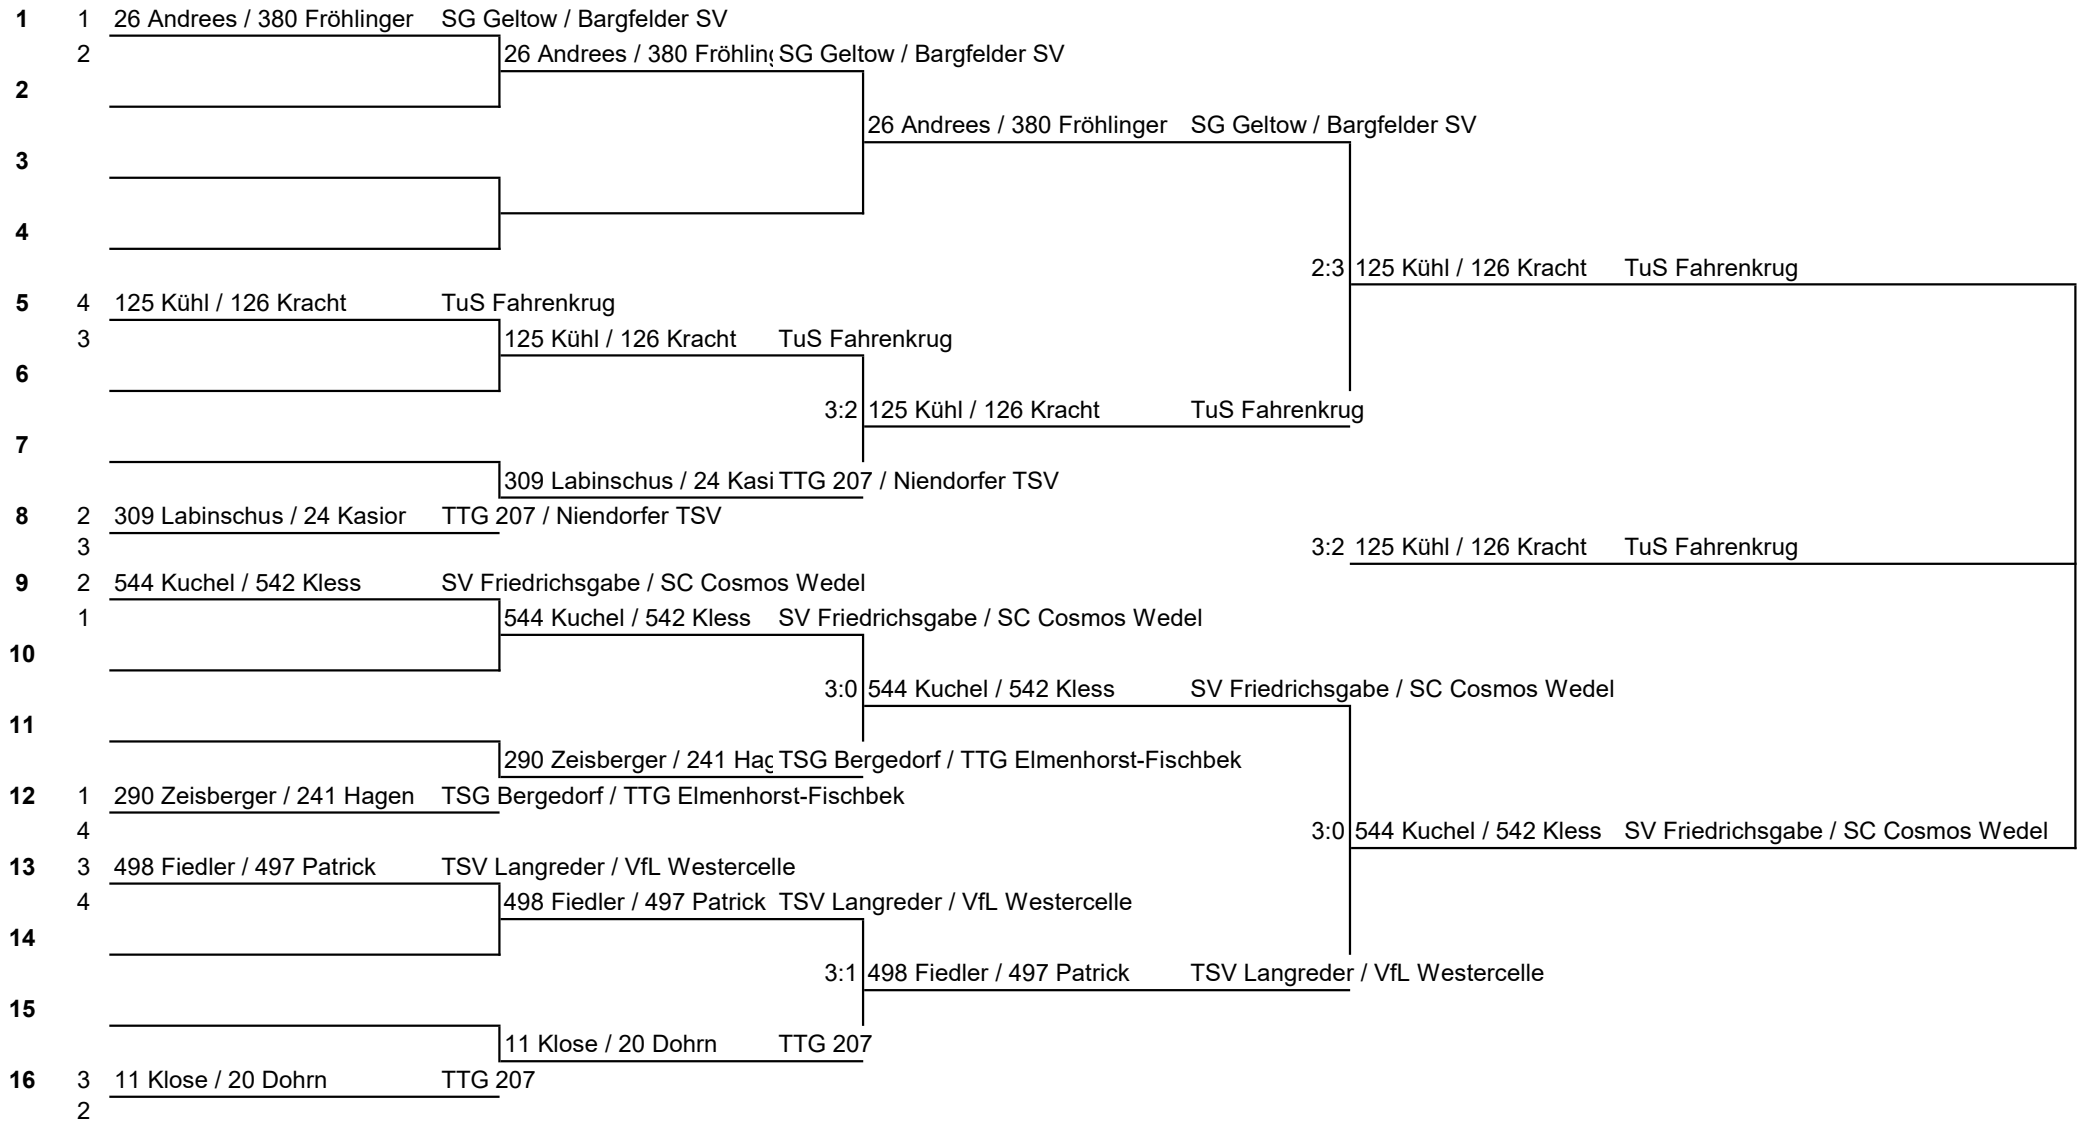 1 1 26 Andrees / 380 Fröhlinger SG Geltow / Bargfelder SV
2 26 Andrees / 380 Fröhling SG Geltow / Bargfelder SV
2
26 Andrees / 380 Fröhlinger SG Geltow / Bargfelder SV
3
4
2:3 125 Kühl / 126 Kracht TuS Fahrenkrug
5 4 125 Kühl / 126 Kracht TuS Fahrenkrug
3 125 Kühl / 126 Kracht TuS Fahrenkrug
6
3:2 125 Kühl / 126 Kracht TuS Fahrenkrug
7
309 Labinschus / 24 Kasi TTG 207 / Niendorfer TSV
8 2 309 Labinschus / 24 Kasior TTG 207 / Niendorfer TSV
3 3:2 125 Kühl / 126 Kracht TuS Fahrenkrug
9 2 544 Kuchel / 542 Kless SV Friedrichsgabe / SC Cosmos Wedel
1 544 Kuchel / 542 Kless SV Friedrichsgabe / SC Cosmos Wedel
10
3:0 544 Kuchel / 542 Kless SV Friedrichsgabe / SC Cosmos Wedel
11
290 Zeisberger / 241 Hag TSG Bergedorf / TTG Elmenhorst-Fischbek
12 1 290 Zeisberger / 241 Hagen TSG Bergedorf / TTG Elmenhorst-Fischbek
4 3:0 544 Kuchel / 542 Kless SV Friedrichsgabe / SC Cosmos Wedel
13 3 498 Fiedler / 497 Patrick TSV Langreder / VfL Westercelle
4 498 Fiedler / 497 Patrick TSV Langreder / VfL Westercelle
14
3:1 498 Fiedler / 497 Patrick TSV Langreder / VfL Westercelle
15
11 Klose / 20 Dohrn TTG 207
16 3 11 Klose / 20 Dohrn TTG 207
2